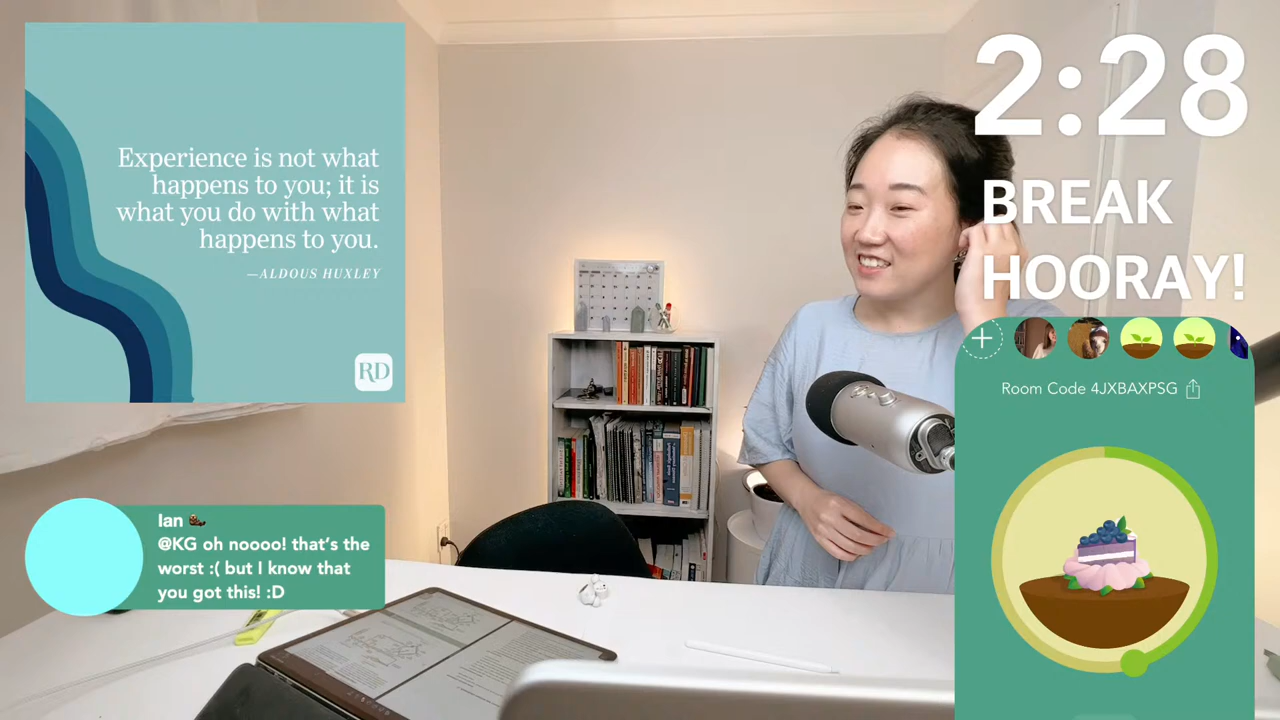 Experience is not what
happens to you; it is
what you do with what
happens to you.
—ALDOUS HUXLEY
RD
2:28
BREAK
HOORAY!
Room Code 4JXBAXPSG
Ian
@KG oh noooo! that's the
worst :( but I know that
you got this! :D